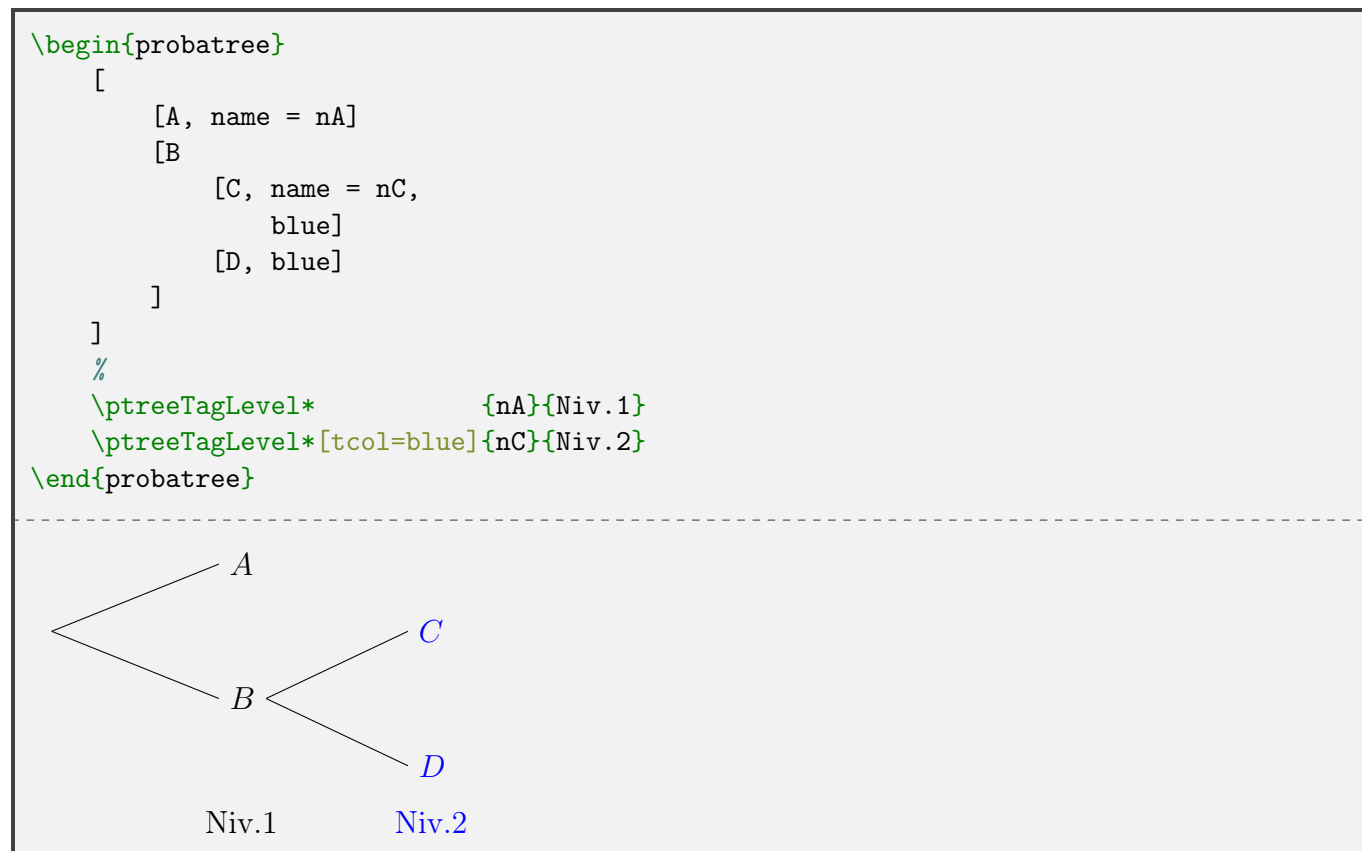 \begin{probatree}
    [
        [A, name = nA]
        [B
            [C, name = nC,
                blue]
            [D, blue]
        ]
    ]
    %
    \ptreeTagLevel*           {nA}{Niv.1}
    \ptreeTagLevel*[tcol=blue]{nC}{Niv.2}
\end{probatree}
A
C
B
D
Niv.1 Niv.2